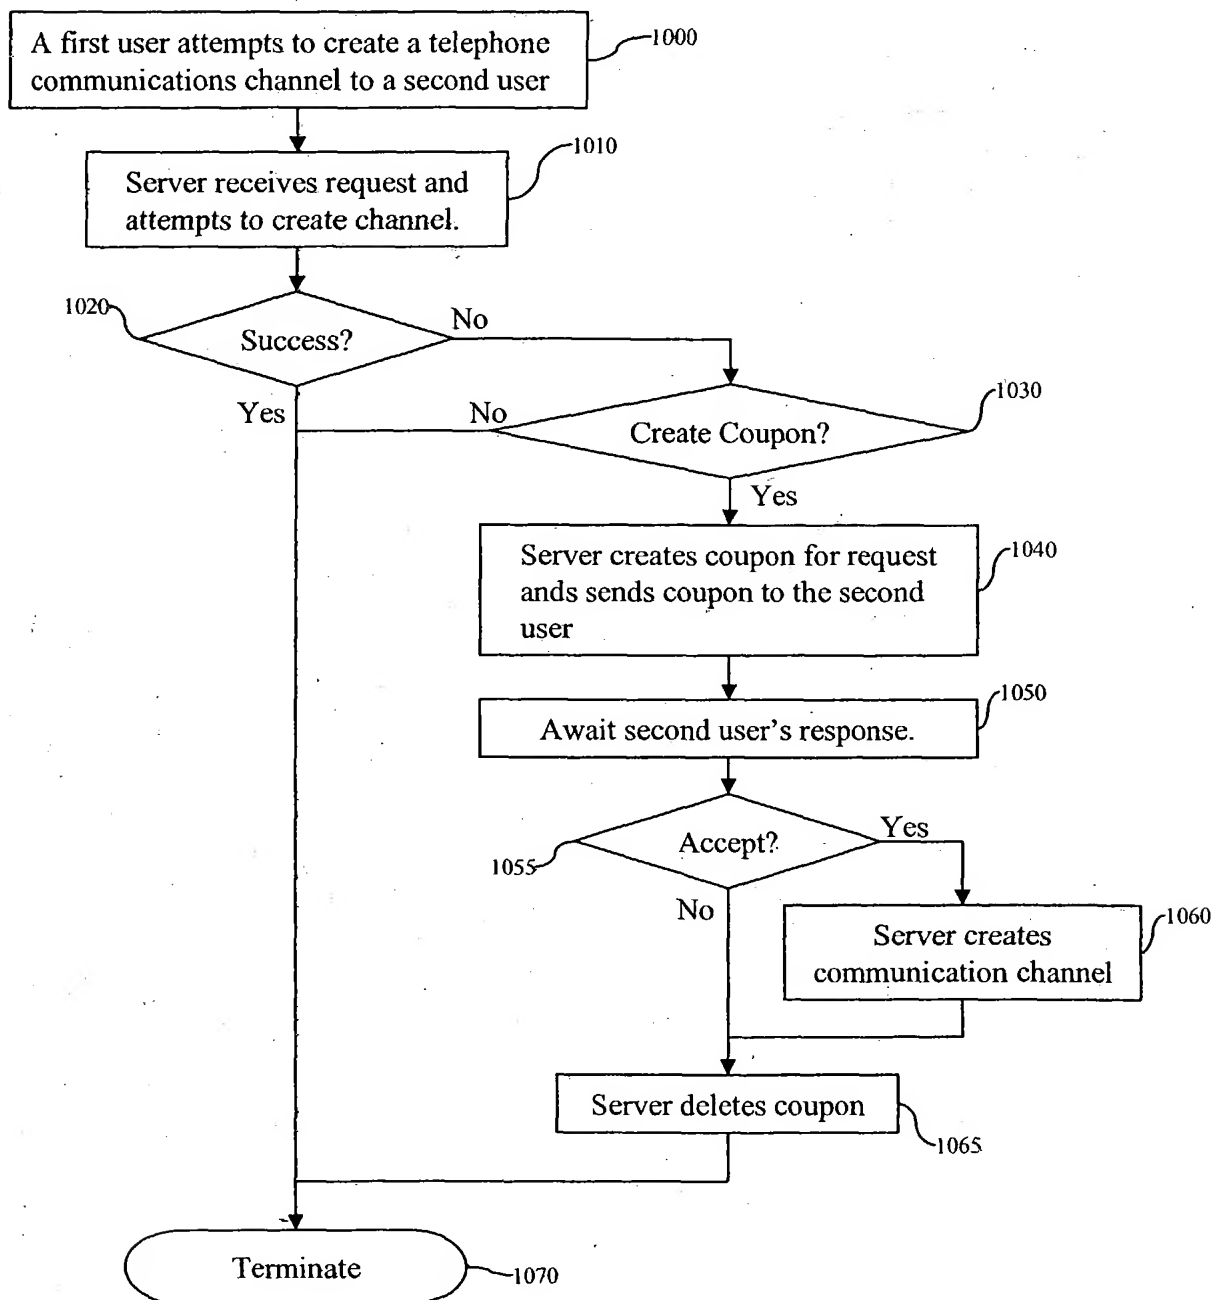 A first user attempts to create a telephone
communications channel to a second user
1000
Server receives request and
attempts to create channel.
1010
1020
Success?
No
Yes
No
Create Coupon?
1030
Yes
Server creates coupon for request
ands sends coupon to the second
user
1040
Await second user's response.
1050
Accept?
1055
Yes
No
Server creates
communication channel
1060
Server deletes coupon
1065
Terminate
1070